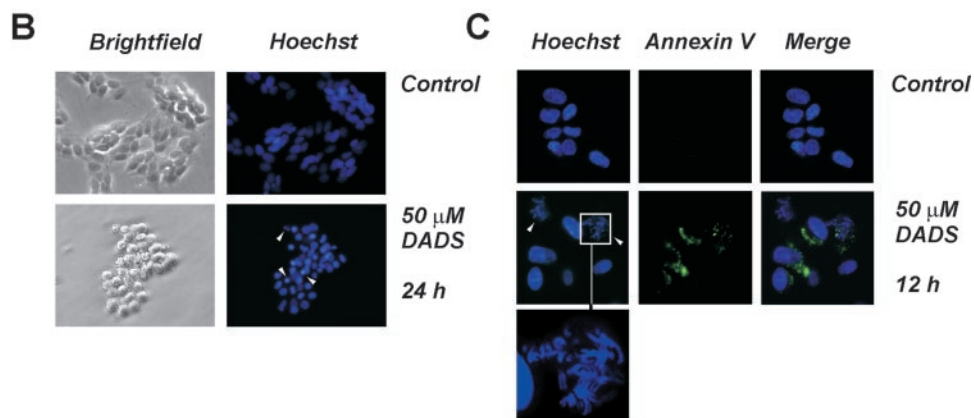 B
Brightfield Hoechst
Control
50 µM
DADS
24 h
C
Hoechst Annexin V Merge
Control
50 µM
DADS
12 h